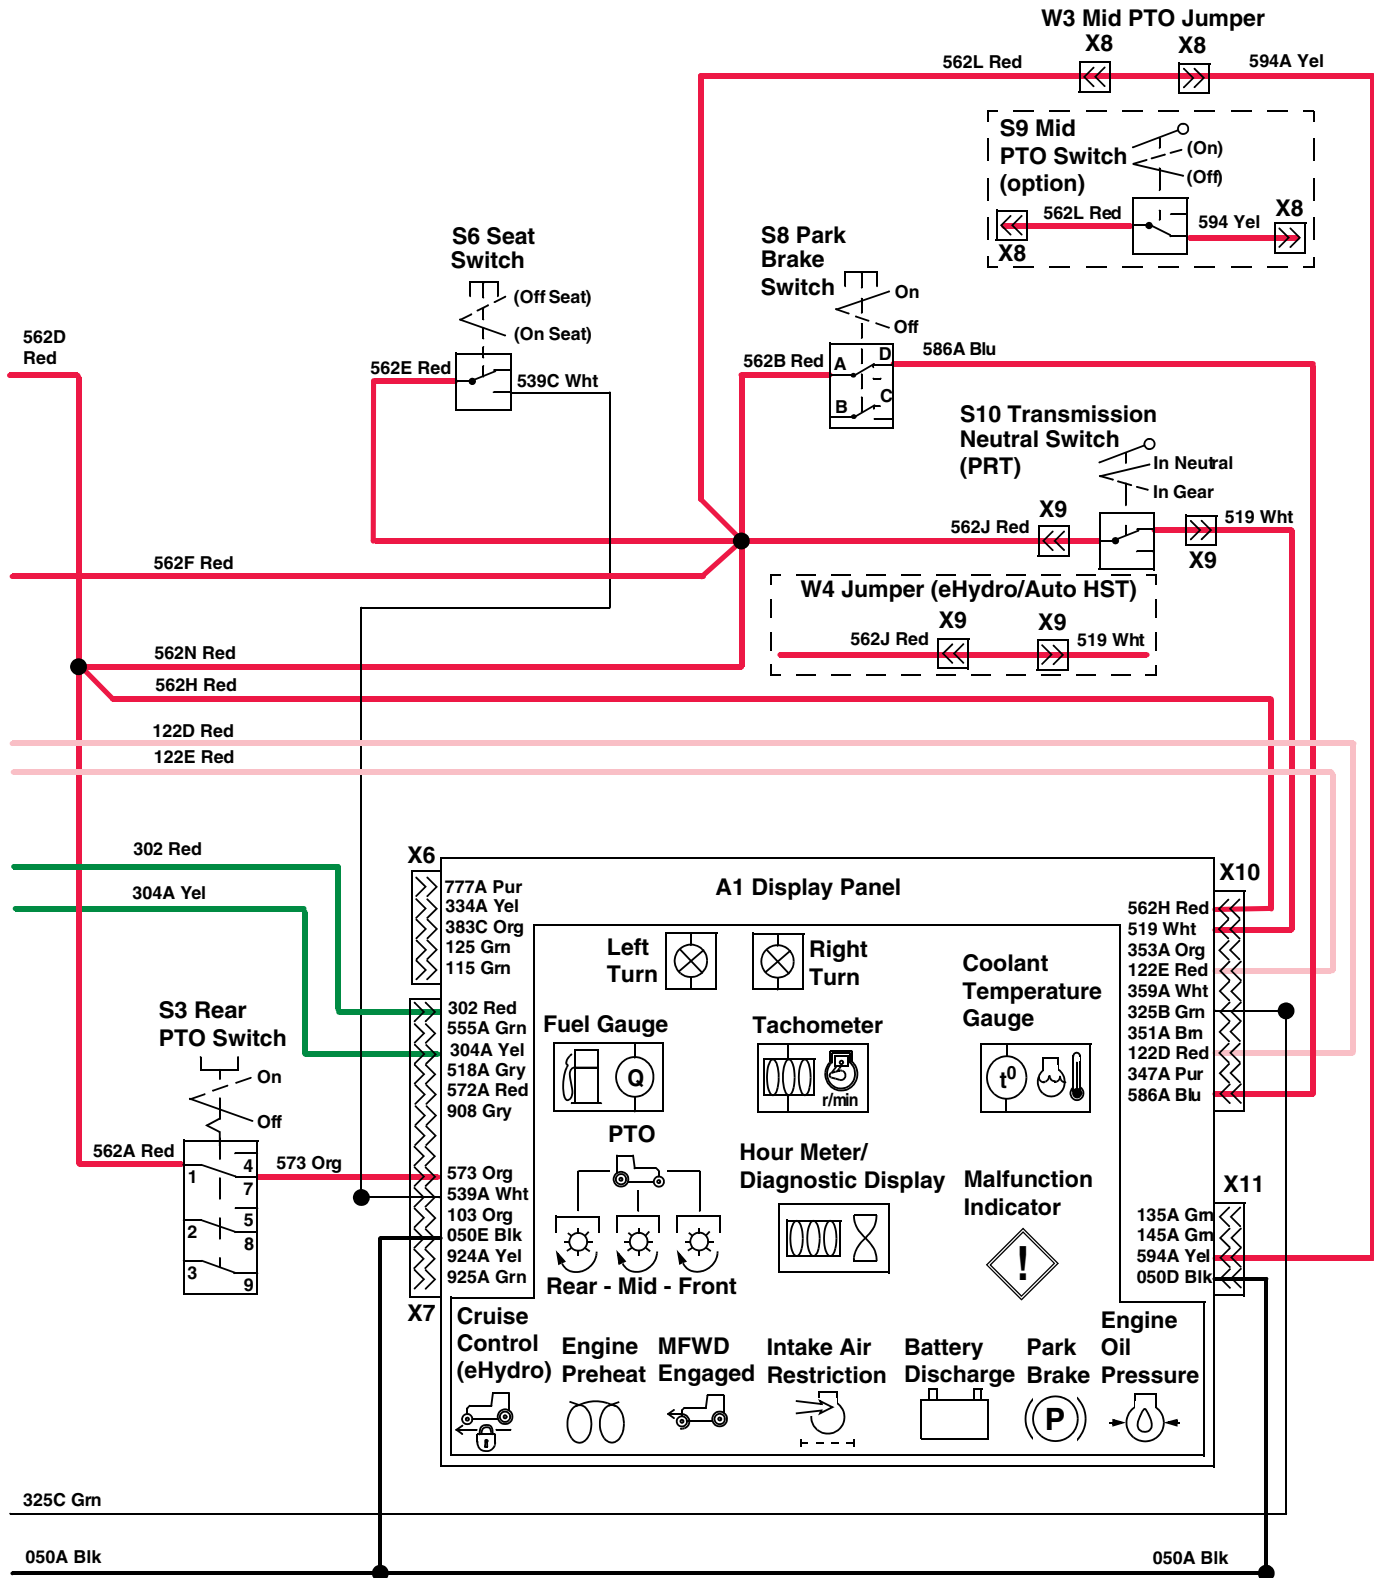 W3 Mid PTO Jumper
X8
X8
562L Red
594A Yel
S9 Mid
PTO Switch
(option)
(On)
(Off)
562L Red
594 Yel
X8
X8
S6 Seat
Switch
(Off Seat)
(On Seat)
562E Red
539C Wht
S8 Park
Brake
Switch
On
Off
562B Red
A
D
B
C
586A Blu
562D
Red
S10 Transmission
Neutral Switch
(PRT)
In Neutral
In Gear
562J Red
X9
519 Wht
X9
562F Red
W4 Jumper (eHydro/Auto HST)
562J Red
X9
X9
519 Wht
562N Red
562H Red
122D Red
122E Red
302 Red
304A Yel
X6
777A Pur
334A Yel
383C Org
125 Grn
115 Grn
A1 Display Panel
X10
562H Red
519 Wht
353A Org
122E Red
359A Wht
325B Grn
351A Brn
122D Red
347A Pur
586A Blu
Left
Turn
Right
Turn
Coolant
Temperature
Gauge
t0
302 Red
555A Grn
304A Yel
518A Gry
572A Red
908 Gry
Fuel Gauge
Q
Tachometer
r/min
S3 Rear
PTO Switch
On
Off
562A Red
1
4
7
2
5
8
3
9
573 Org
573 Org
539A Wht
103 Org
050E Blk
924A Yel
925A Grn
X7
PTO
Rear - Mid - Front
Hour Meter/
Diagnostic Display
Malfunction
Indicator
!
X11
135A Grn
145A Grn
594A Yel
050D Blk
Cruise
Control
(eHydro)
Engine
Preheat
MFWD
Engaged
Intake Air
Restriction
Battery
Discharge
Park
Brake
P
Engine
Oil
Pressure
325C Grn
050A Blk
050A Blk